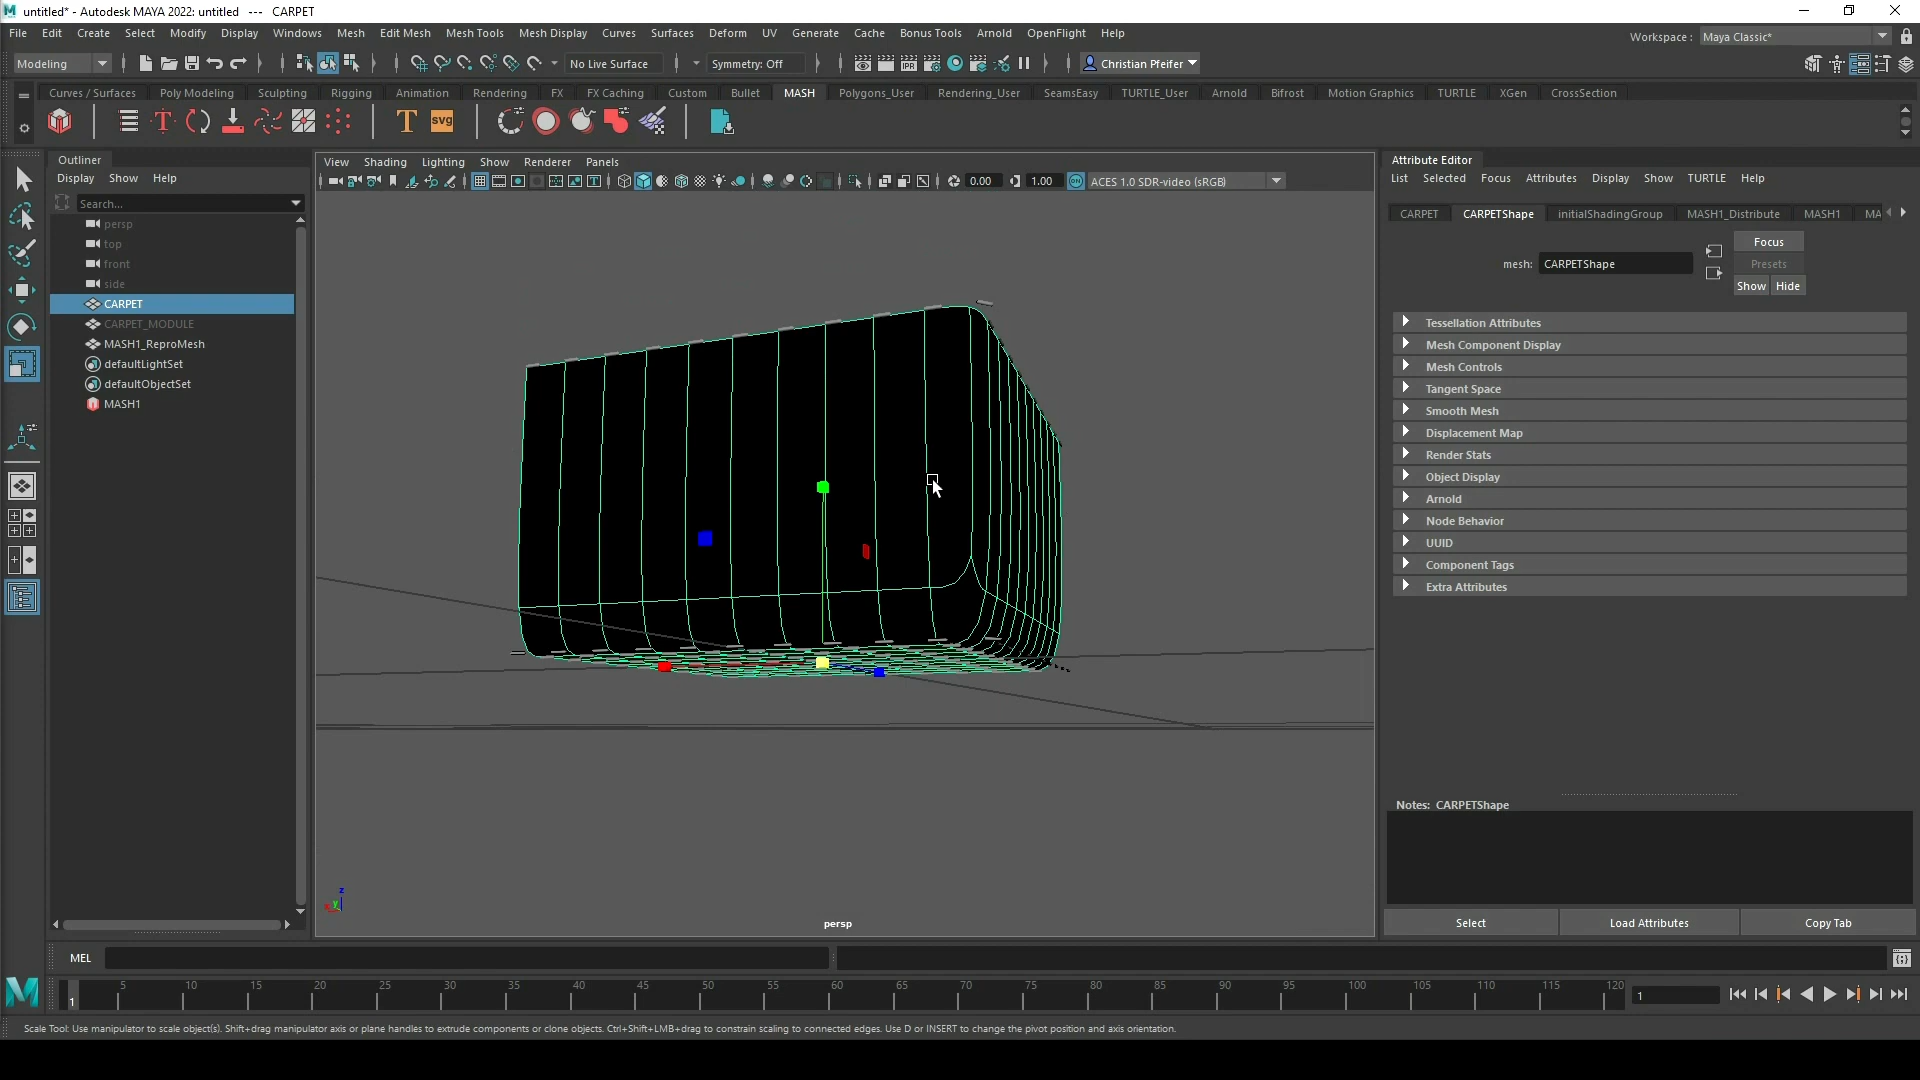 untitled* - Autodesk MAYA 2022: untitled --- CARPET
File Edit Create Select Modify Display Windows Mesh Edit Mesh Mesh Tools Mesh Display Curves Surfaces Deform UV Generate Cache Bonus Tools Arnold OpenFlight Help
Workspace : Maya Classic*
Modeling No Live Surface Symmetry: Off Christian Pfeifer
Curves / Surfaces Poly Modeling Sculpting Rigging Animation Rendering FX FX Caching Custom Bullet MASH Polygons_User Rendering_User SeamsEasy TURTLE_User Arnold Bifrost Motion Graphics TURTLE XGen CrossSection
T svg
Outliner
Display Show Help
Search...
persp
top
front
side
CARPET
CARPET_MODULE
MASH1_ReproMesh
defaultLightSet
defaultObjectSet
MASH1
View Shading Lighting Show Renderer Panels
0.00 1.00 ON ACES 1.0 SDR-video (sRGB)
z
persp
Attribute Editor
List Selected Focus Attributes Display Show TURTLE Help
CARPET CARPETShape initialShadingGroup MASH1_Distribute MASH1 MA
mesh: CARPETShape
Focus
Presets
Show Hide
Tessellation Attributes
Mesh Component Display
Mesh Controls
Tangent Space
Smooth Mesh
Displacement Map
Render Stats
Object Display
Arnold
Node Behavior
UUID
Component Tags
Extra Attributes
Notes: CARPETShape
Select Load Attributes Copy Tab
MEL
1 5 10 15 20 25 30 35 40 45 50 55 60 65 70 75 80 85 90 95 100 105 110 115 120
1
Scale Tool: Use manipulator to scale object(s). Shift+drag manipulator axis or plane handles to extrude components or clone objects. Ctrl+Shift+LMB+drag to constrain scaling to connected edges. Use D or INSERT to change the pivot position and axis orientation.